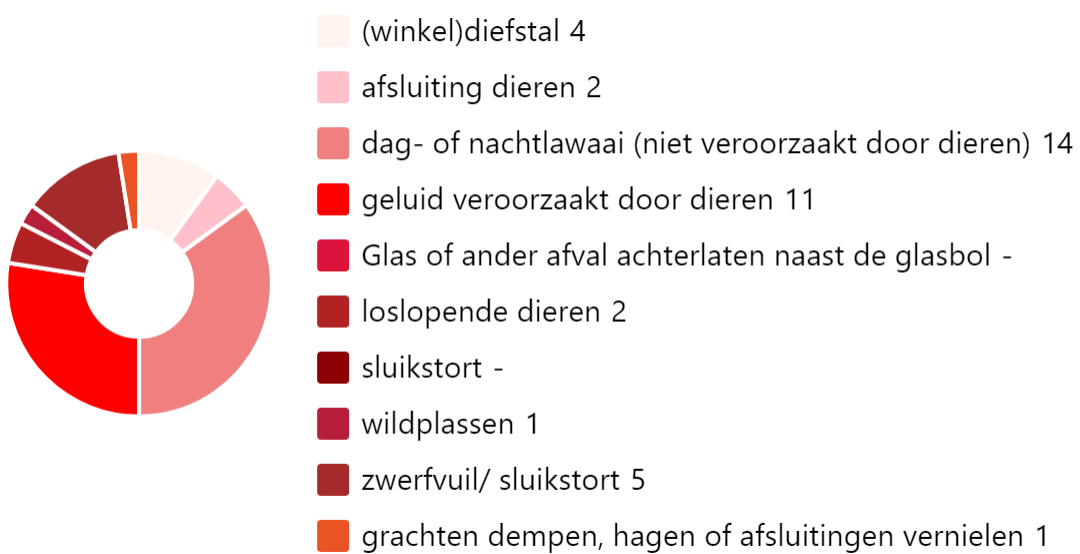 (winkel)diefstal 4
afsluiting dieren 2
dag- of nachtlawaai (niet veroorzaakt door dieren) 14
geluid veroorzaakt door dieren 11
Glas of ander afval achterlaten naast de glasbol -
loslopende dieren 2
sluikstort -
wildplassen 1
zwerfvuil/ sluikstort 5
grachten dempen, hagen of afsluitingen vernielen 1